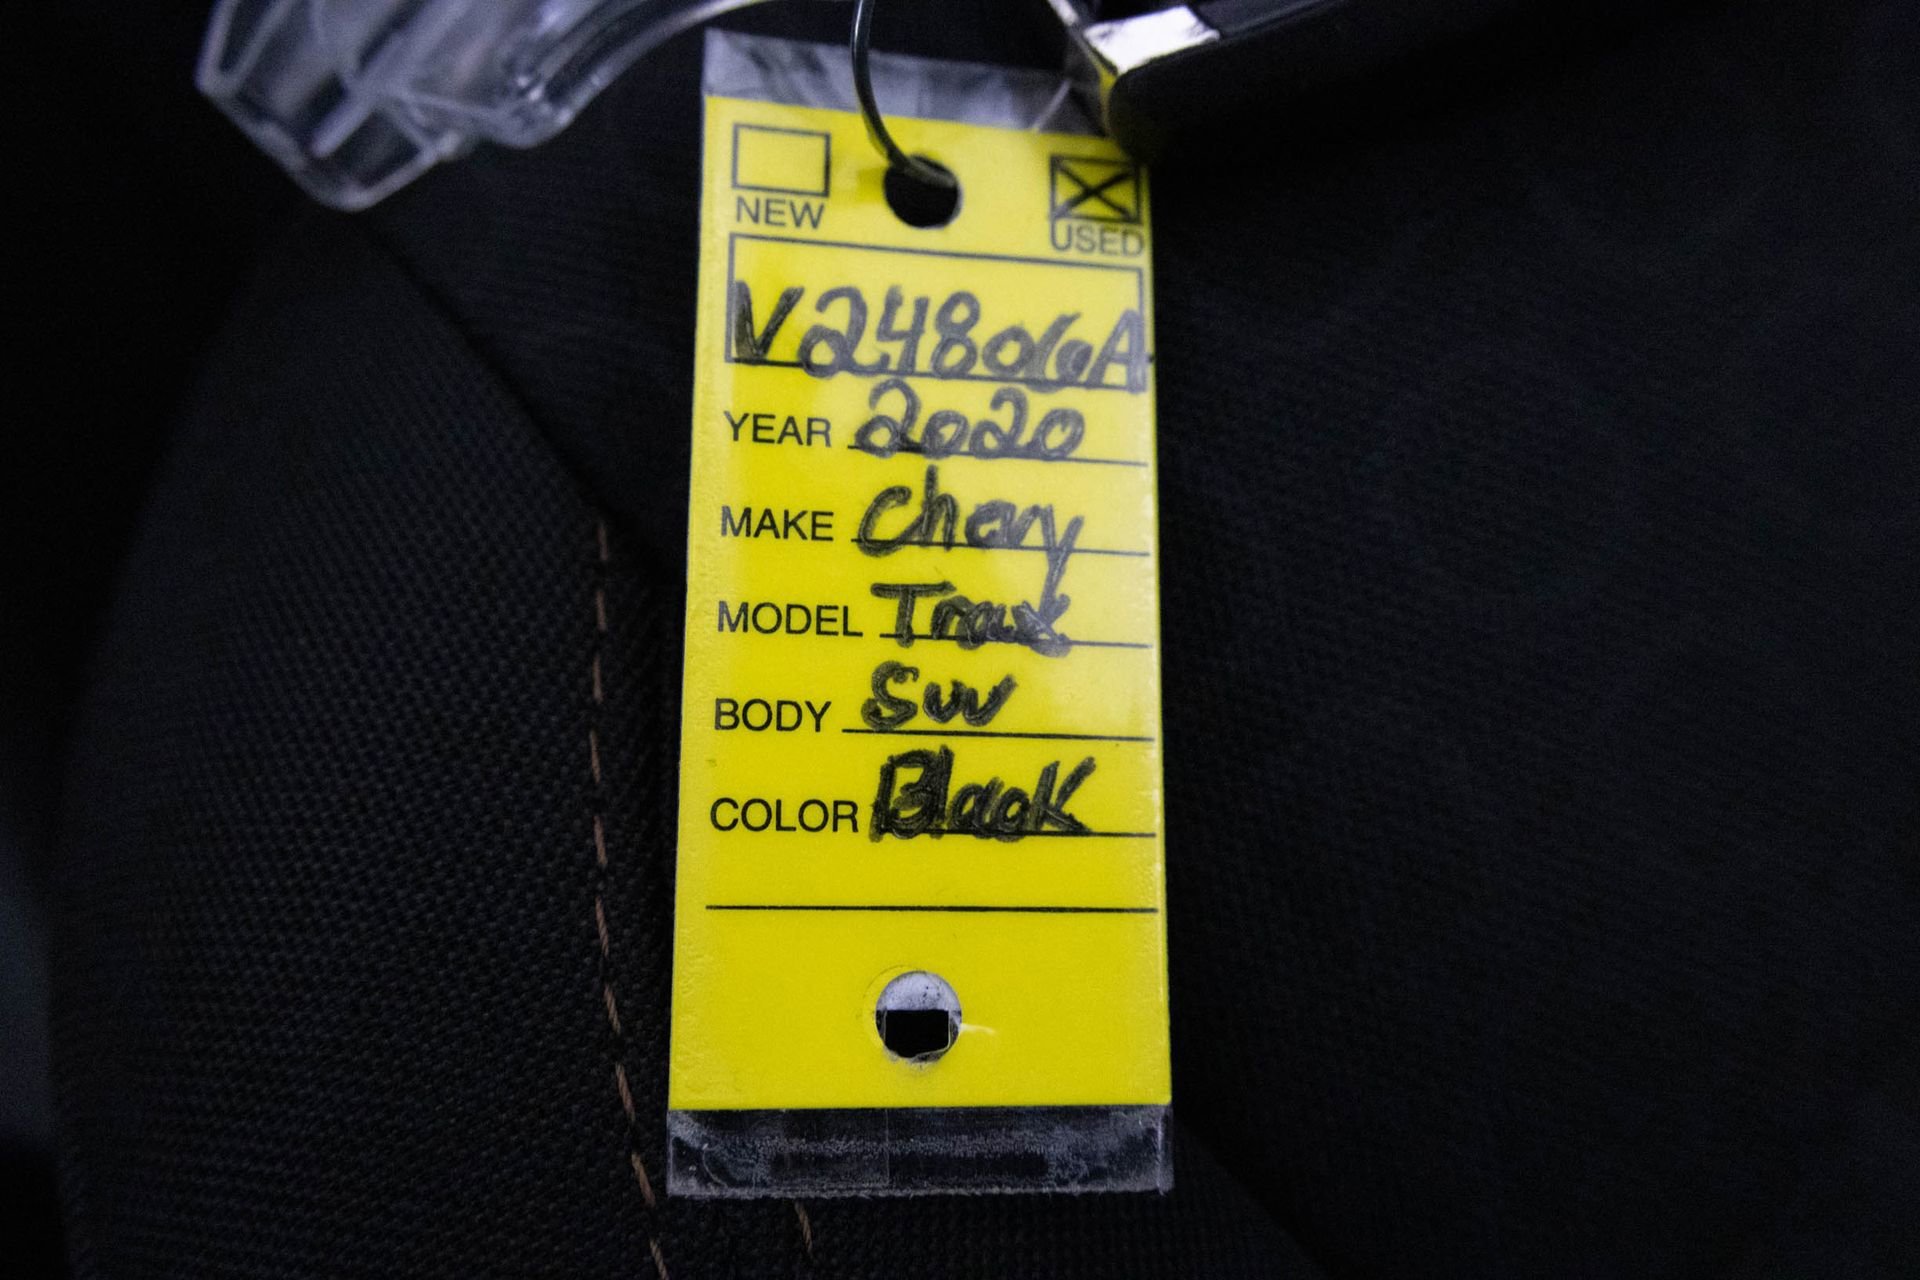 NEW USED
V24806A
YEAR 2020
MAKE Chevy
MODEL Trax
BODY Suv
COLOR Black